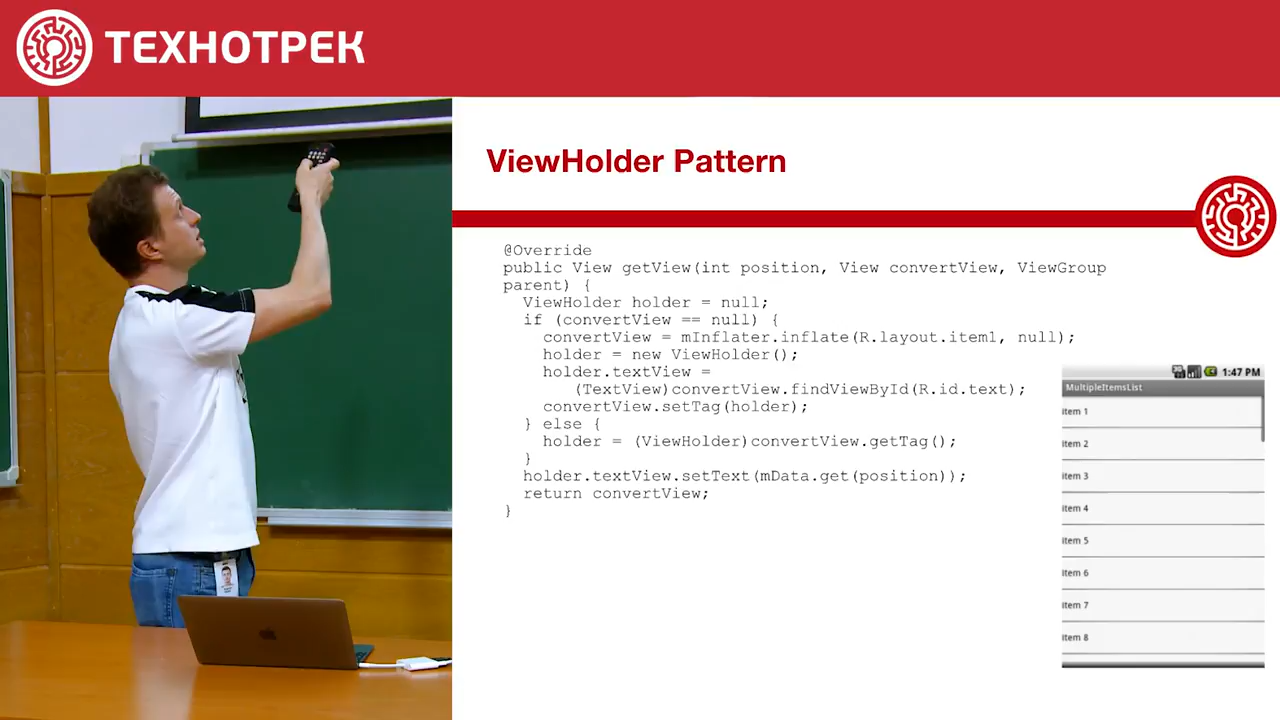 ТЕХНОТРЕК
ViewHolder Pattern
@Override
public View getView(int position, View convertView, ViewGroup
parent) {
ViewHolder holder = null;
if (convertView == null) {
convertView = mInflater.inflate(R.layout.item1, null);
holder = new ViewHolder();
holder.textView =
(TextView)convertView.findViewById(R.id.text);
convertView.setTag(holder);
} else {
holder = (ViewHolder)convertView.getTag();
}
holder.textView.setText(mData.get(position));
return convertView;
}
1:47 PM
MultipleItemsList
item 1
item 2
item 3
item 4
item 5
item 6
item 7
item 8